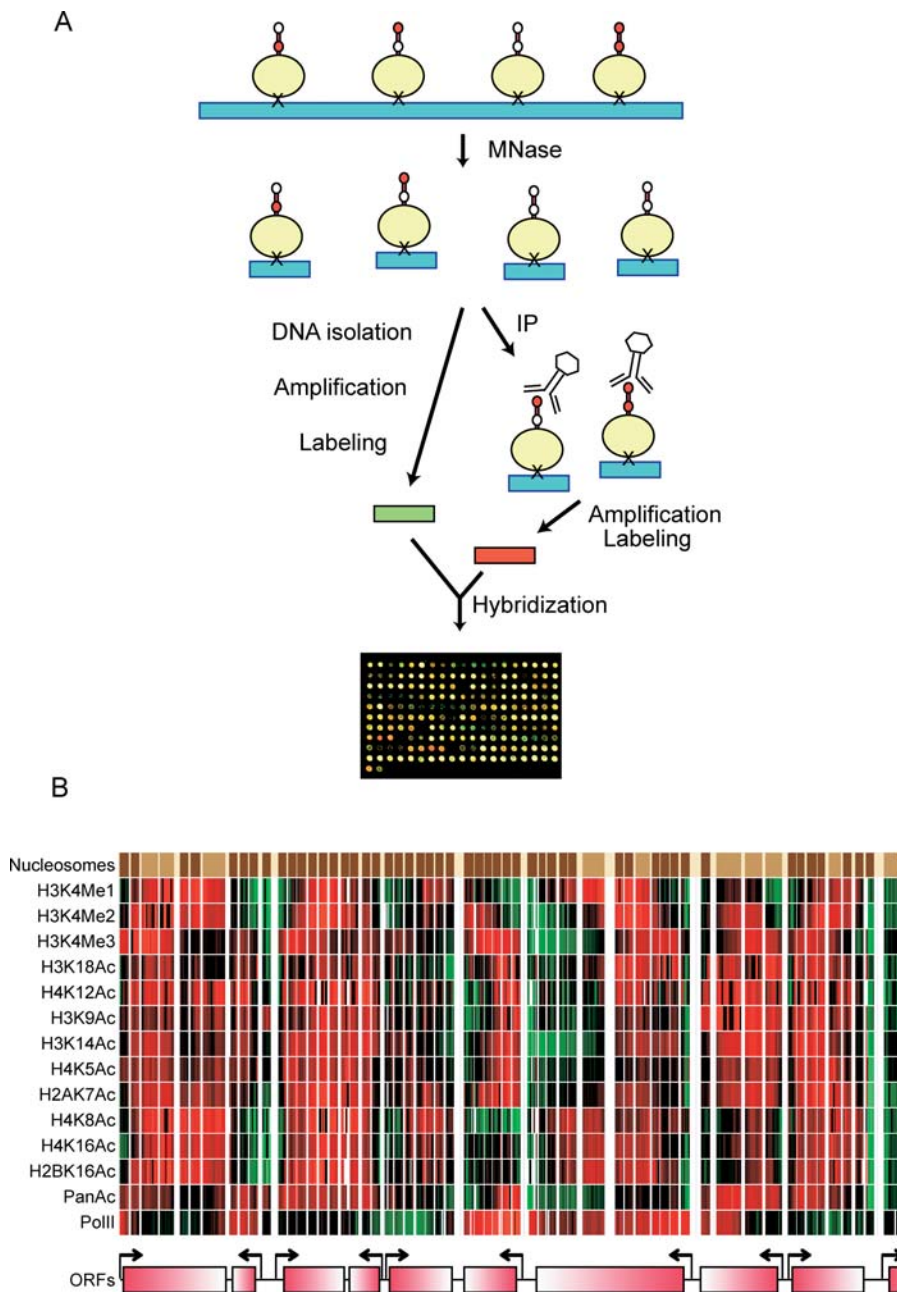 A
X X X X
MNase
X X X X
DNA isolation
IP
Amplification
Labeling
X X
Amplification
Labeling
Hybridization
B
Nucleosomes
H3K4Me1
H3K4Me2
H3K4Me3
H3K18Ac
H4K12Ac
H3K9Ac
H3K14Ac
H4K5Ac
H2AK7Ac
H4K8Ac
H4K16Ac
H2BK16Ac
PanAc
PolII
ORFs